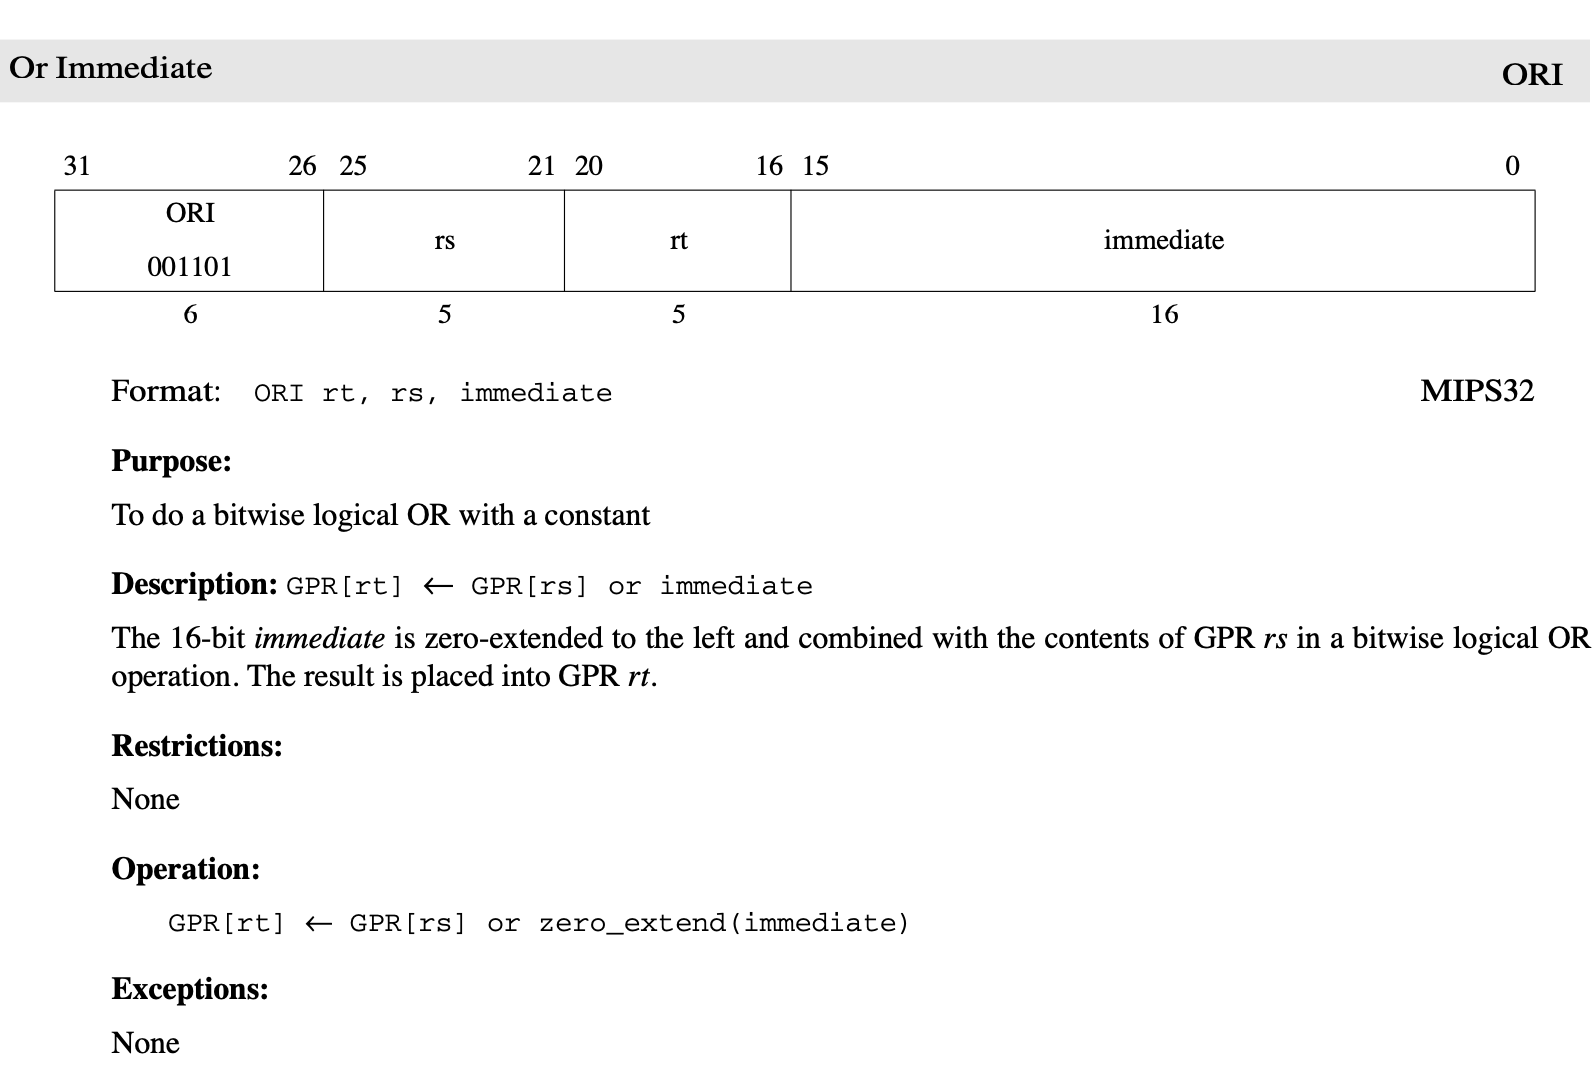 Or Immediate
ORI
31 26 25 21 20 16 15 0
ORI
001101
rs
rt
immediate
6 5 5 16
Format: ORI rt, rs, immediate MIPS32
Purpose:
To do a bitwise logical OR with a constant
Description: GPR[rt] ← GPR[rs] or immediate
The 16-bit immediate is zero-extended to the left and combined with the contents of GPR rs in a bitwise logical OR
operation. The result is placed into GPR rt.
Restrictions:
None
Operation:
GPR[rt] ← GPR[rs] or zero_extend(immediate)
Exceptions:
None